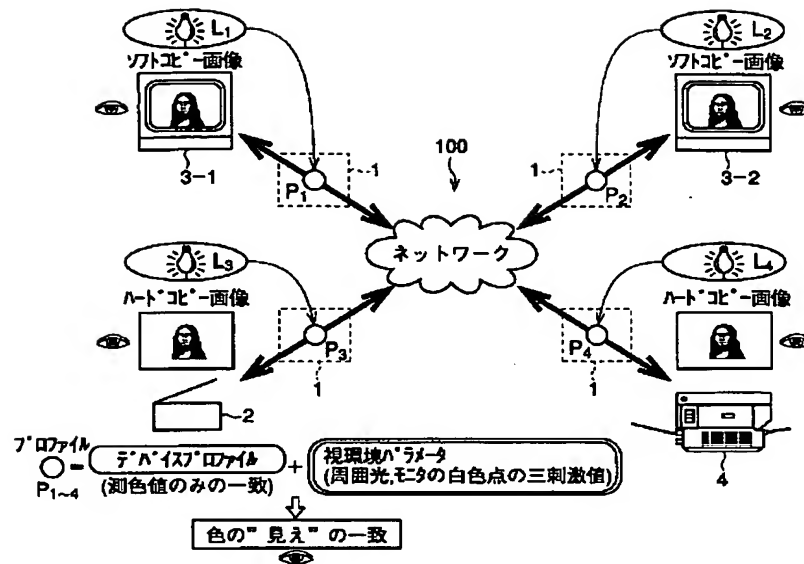 L₁
ソフトコピー画像
3-1
P₁
1
100
L₂
ソフトコピー画像
3-2
1
P₂
ネットワーク
L₃
ハードコピー画像
2
P₃
1
L₄
ハードコピー画像
4
P₄
1
プロファイル
P₁~₄
=
デバイスプロファイル
(測色値のみの一致)
+
視環境パラメータ
(周囲光,モニタの白色点の三刺激値)
色の"見え"の一致